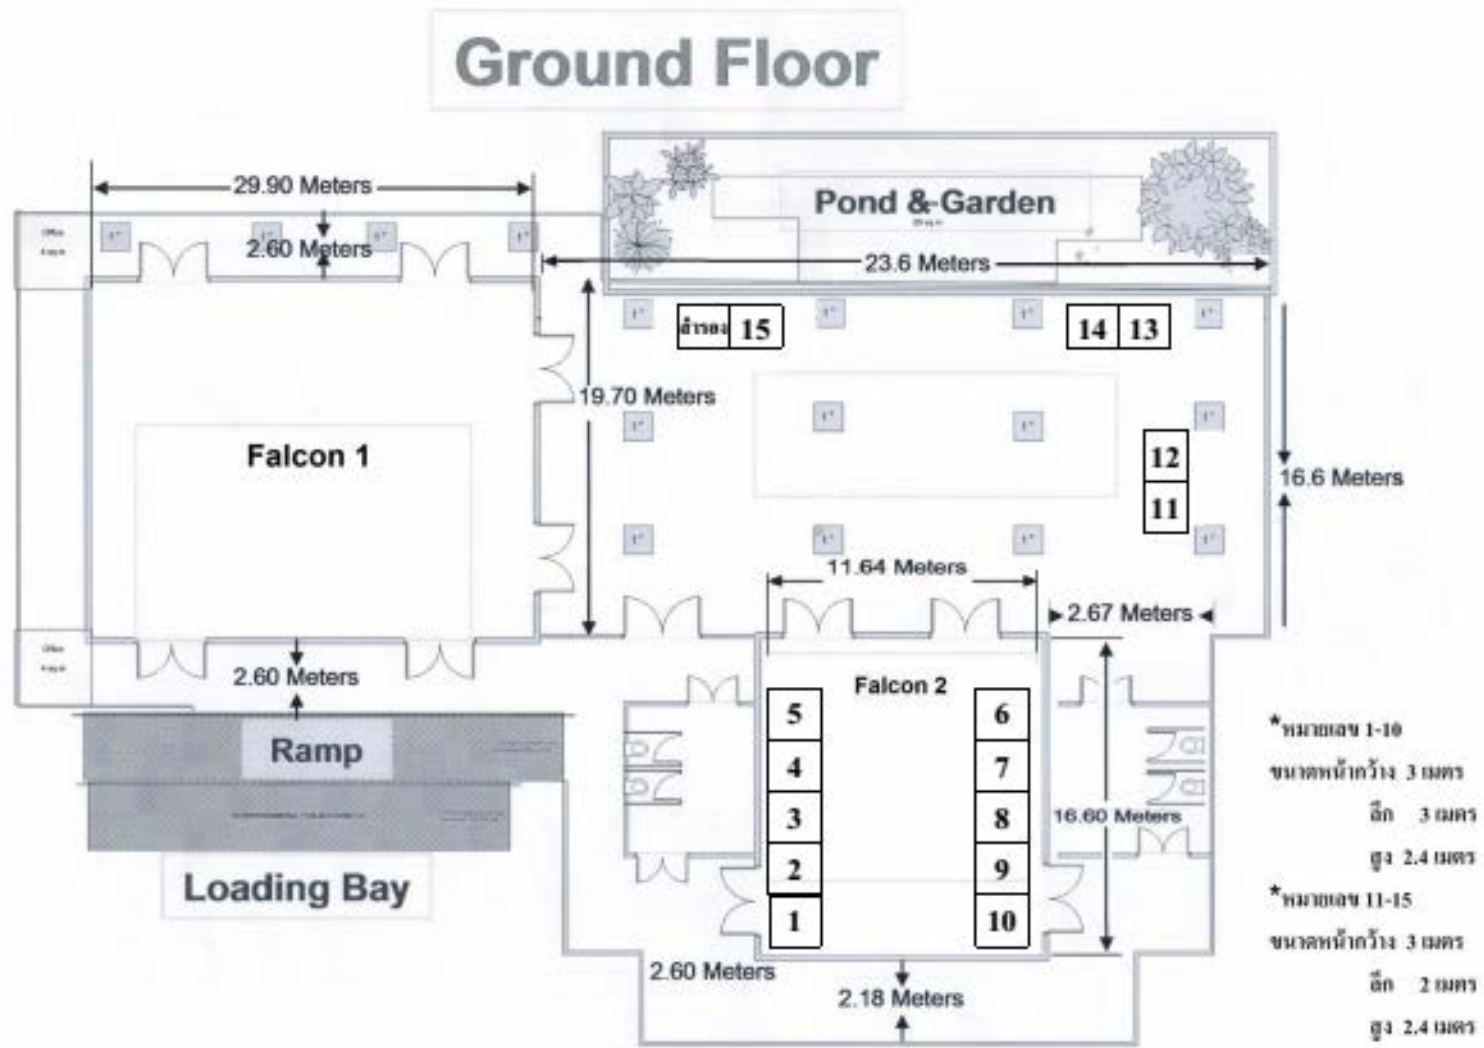 Ground Floor
29.90 Meters
Pond & Garden
2.60 Meters
23.6 Meters
สำรอง 15
14 13
19.70 Meters
Falcon 1
12
16.6 Meters
11
11.64 Meters
2.67 Meters
2.60 Meters
Falcon 2
5 6
*หมายเลข 1-10
Ramp
4 7
ขนาดหน้ากว้าง 3 เมตร
3 8
16.60 Meters
ลึก 3 เมตร
2 9
สูง 2.4 เมตร
Loading Bay
*หมายเลข 11-15
1 10
ขนาดหน้ากว้าง 3 เมตร
2.60 Meters
ลึก 2 เมตร
2.18 Meters
สูง 2.4 เมตร